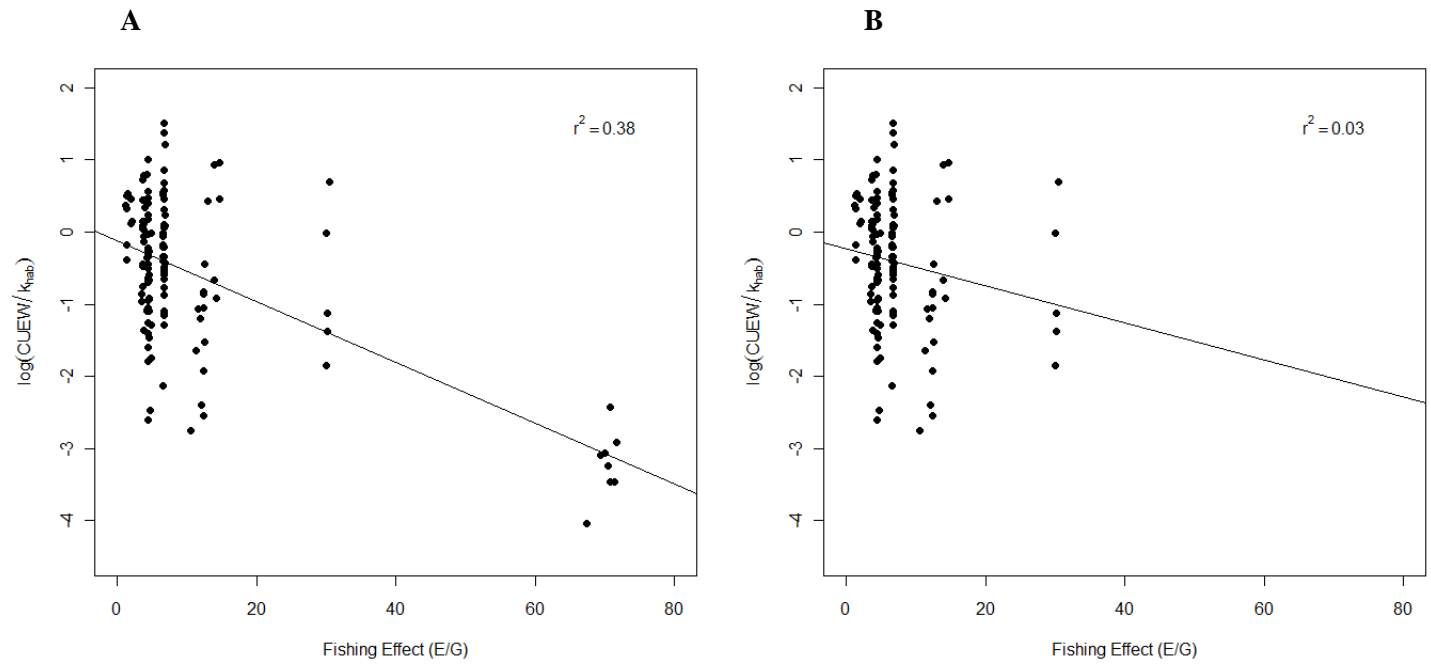 A
2
1
0
-1
-2
-3
-4
log(CUEW/ k_hab)
r² = 0.38
0 20 40 60 80
Fishing Effect (E/G)
B
2
1
0
-1
-2
-3
-4
log(CUEW/ k_hab)
r² = 0.03
0 20 40 60 80
Fishing Effect (E/G)